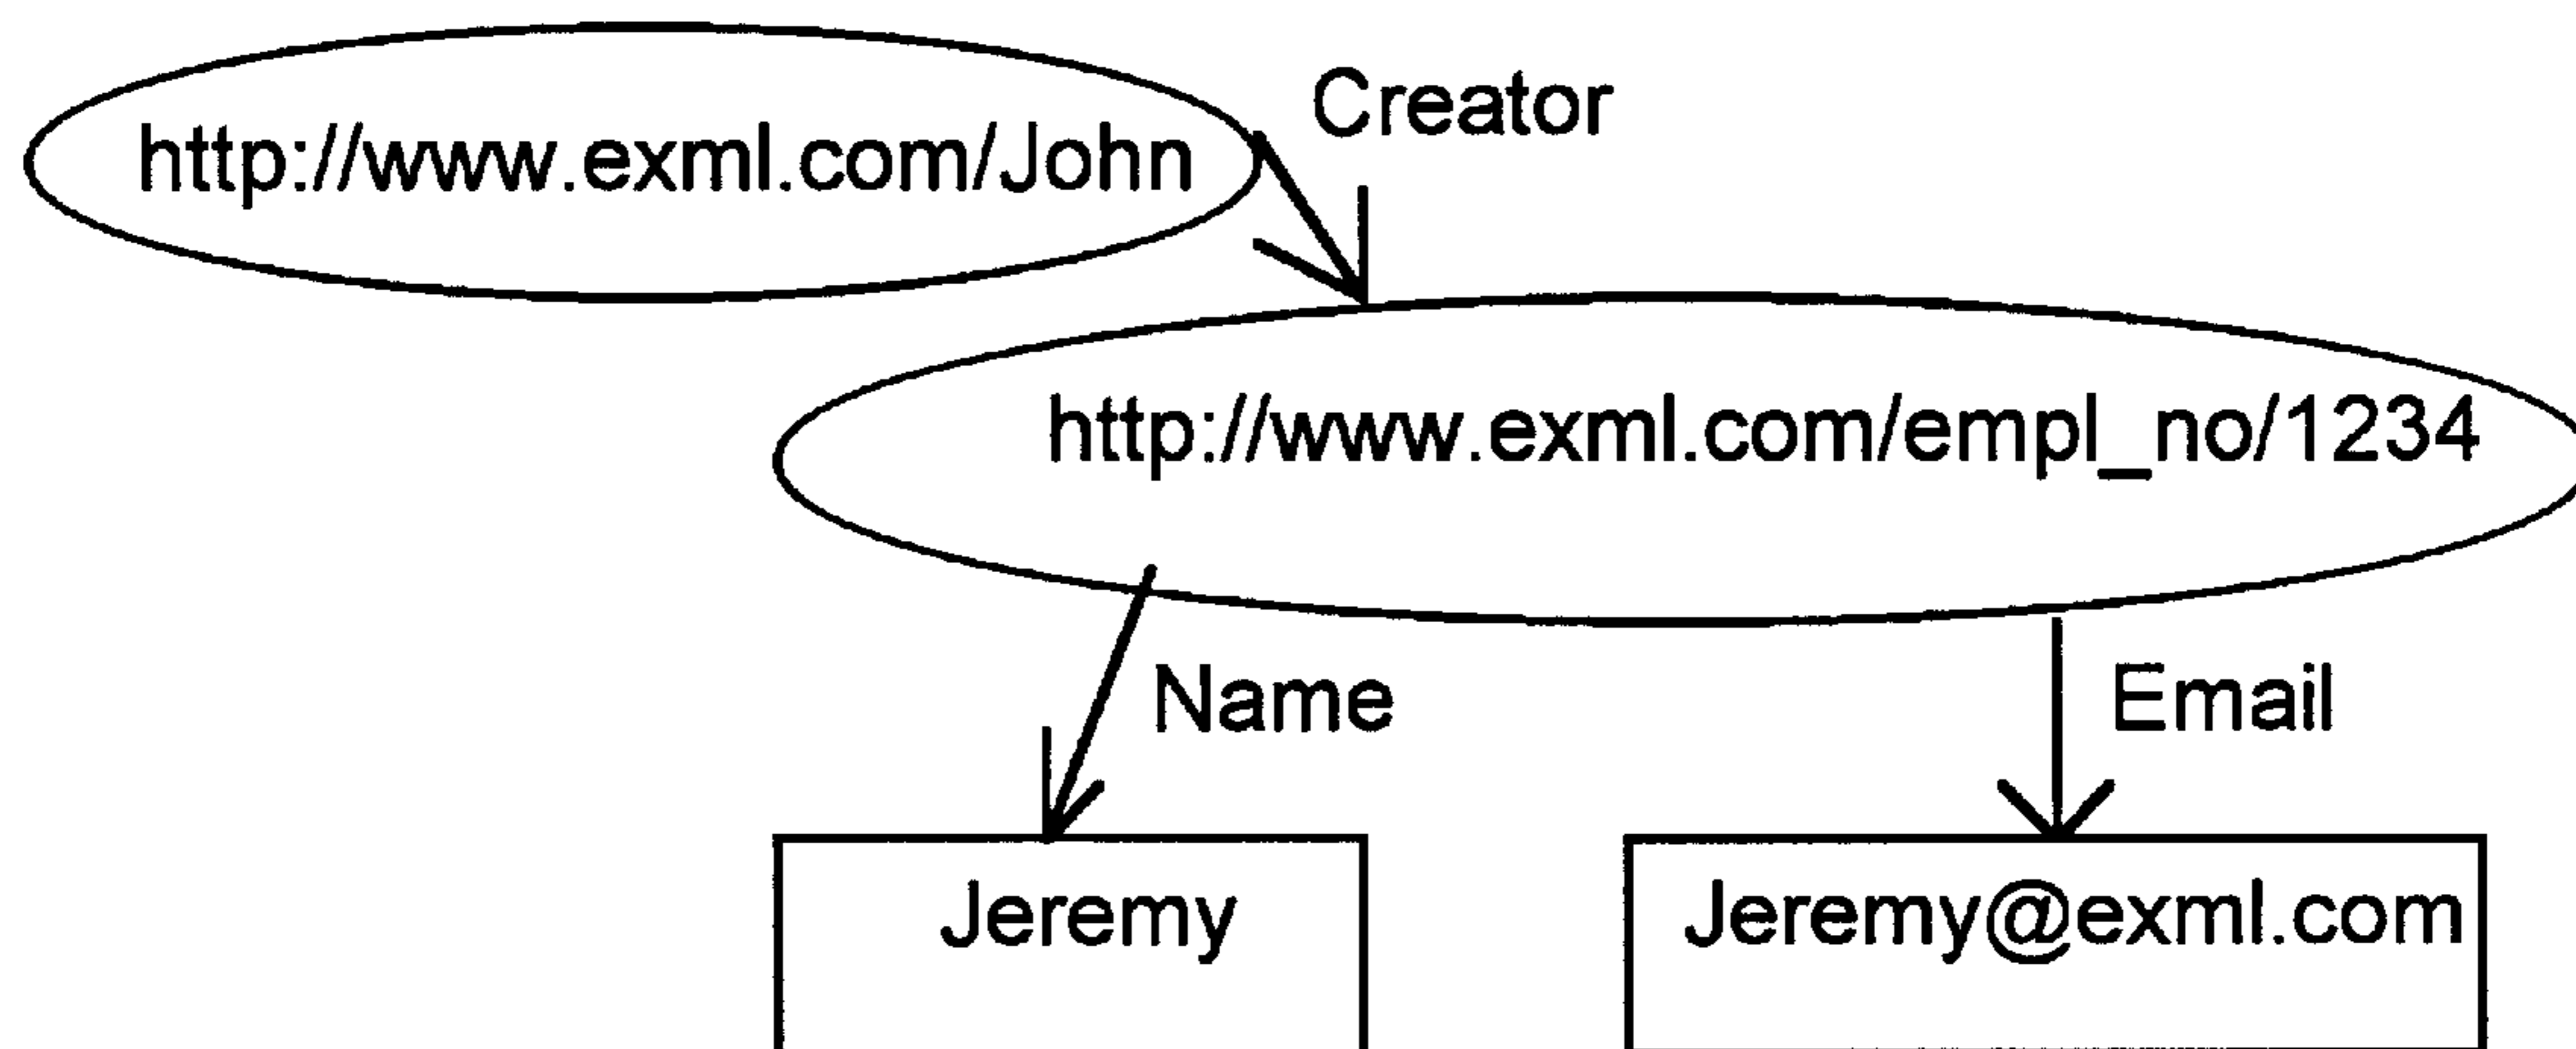 http://www.exml.com/John
Creator
http://www.exml.com/empl_no/1234
Name
Email
Jeremy
Jeremy@exml.com